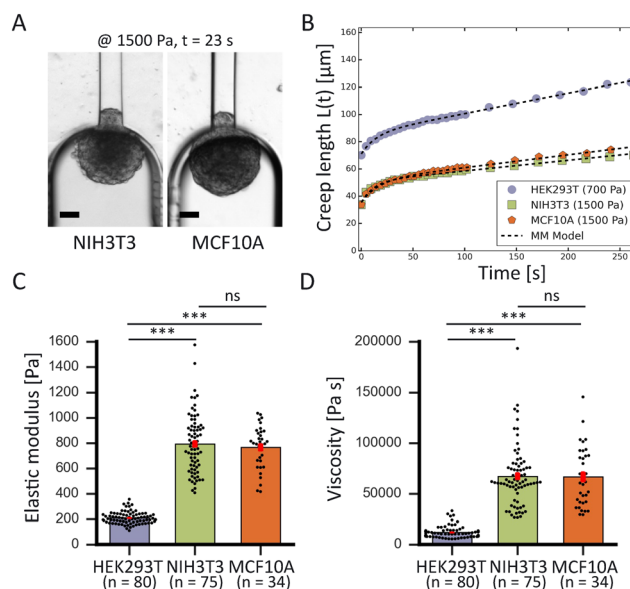 A
@ 1500 Pa, t = 23 s
NIH3T3
MCF10A
B
Creep length L(t) [µm]
160
140
120
100
80
60
40
20
0
0
50
100
150
200
250
Time [s]
HEK293T (700 Pa)
NIH3T3 (1500 Pa)
MCF10A (1500 Pa)
MM Model
C
Elastic modulus [Pa]
1600
1400
1200
1000
800
600
400
200
0
ns
***
***
HEK293T
(n = 80)
NIH3T3
(n = 75)
MCF10A
(n = 34)
D
Viscosity [Pa s]
200000
150000
100000
50000
0
ns
***
***
HEK293T
(n = 80)
NIH3T3
(n = 75)
MCF10A
(n = 34)